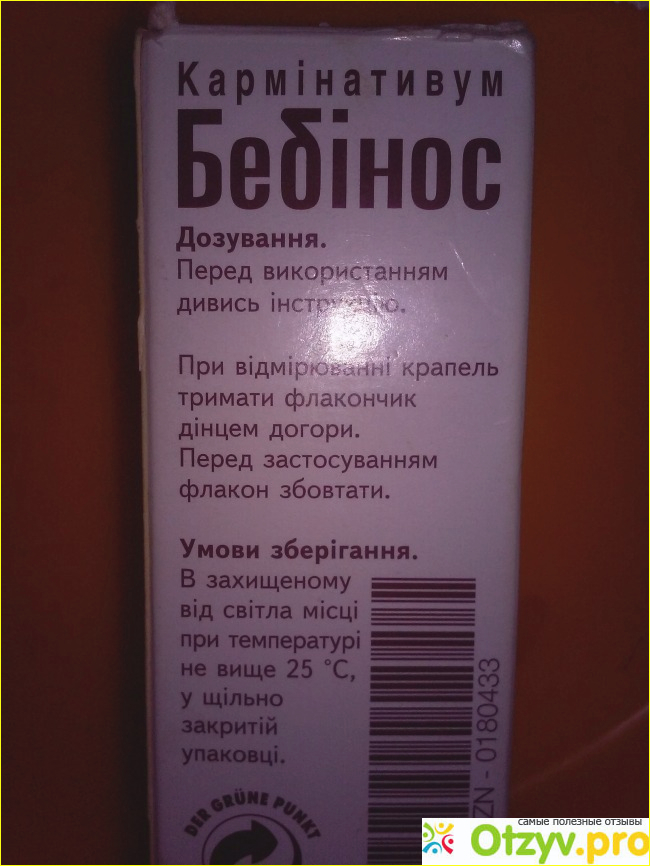 Кармінативум
Бебінос
Дозування.
Перед використанням
дивись інструкцію.
При відмірюванні крапель
тримати флакончик
дінцем догори.
Перед застосуванням
флакон збовтати.
Умови зберігання.
В захищеному
від світла місці
при температурі
не вище 25 °С,
у щільно
закритій
упаковці.
ZN - 0180433
DER GRÜNE PUNKT
самые полезные отзывы
Otzyv.pro